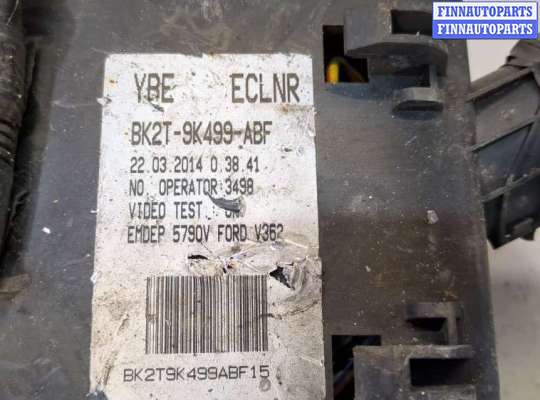 FINNAUTOPARTS
FINNAUTOPARTS
YBE ECLNR
BK2T-9K499-ABF
22.03.2014 0.38.41
NO. OPERATOR:3498
VIDEO TEST :
EMDEP 5790V FORD V362
BK2T9K499ABF15